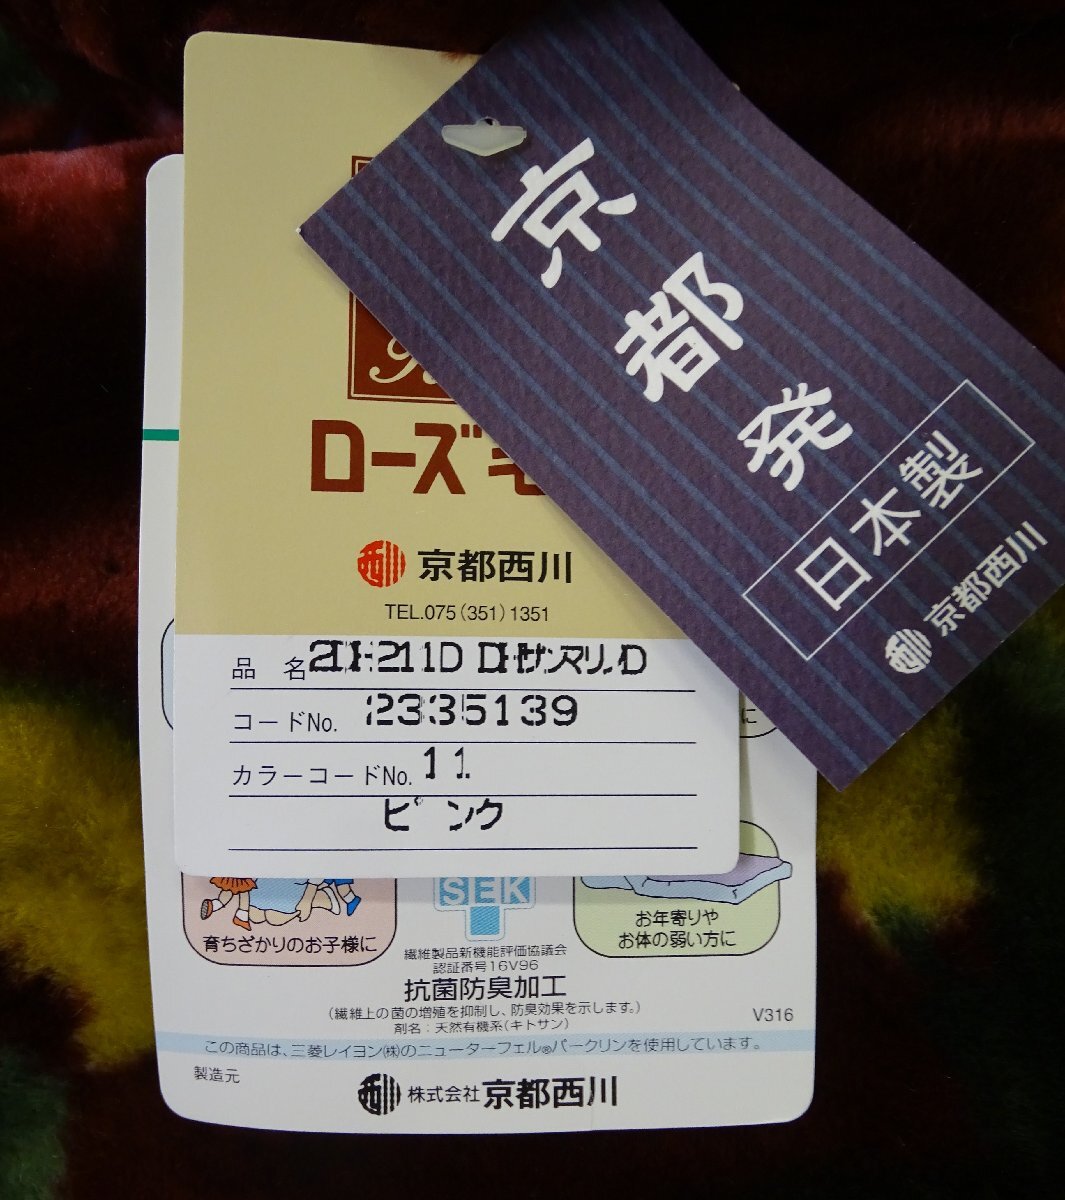 京都発
日本製
京都西川
ローズ毛
京都西川
TEL.075(351)1351
品 名
コードNo. 2335139
カラーコードNo. 11
ピンク
に
SEK
育ちざかりのお子様に
お年寄りや
お体の弱い方に
繊維製品新機能評価協議会
認証番号16V96
抗菌防臭加工
(繊維上の菌の増殖を抑制し、防臭効果を示します。)
剤名:天然有機系(キトサン)
V316
この商品は、三菱レイヨン㈱のニューターフェル®パークリンを使用しています。
製造元
株式会社 京都西川